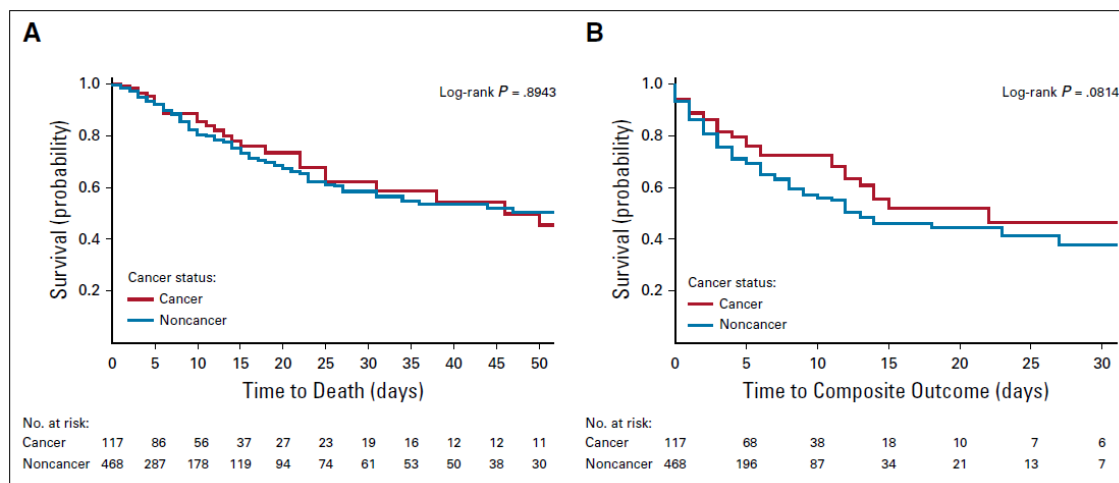 A
1.0
0.8
0.6
0.4
0.2
Survival (probability)
Log-rank P = .8943
Cancer status:
Cancer
Noncancer
0 5 10 15 20 25 30 35 40 45 50
Time to Death (days)
No. at risk:
Cancer 117 86 56 37 27 23 19 16 12 12 11
Noncancer 468 287 178 119 94 74 61 53 50 38 30
B
1.0
0.8
0.6
0.4
0.2
Survival (probability)
Log-rank P = .0814
Cancer status:
Cancer
Noncancer
0 5 10 15 20 25 30
Time to Composite Outcome (days)
No. at risk:
Cancer 117 68 38 18 10 7 6
Noncancer 468 196 87 34 21 13 7